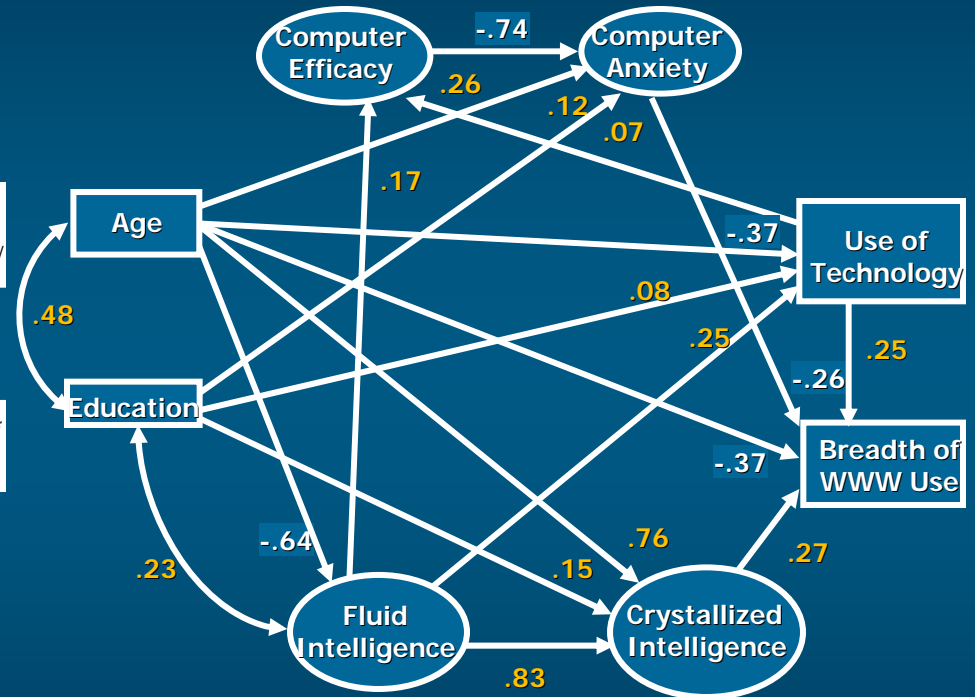 -.74
Computer
Efficacy
Computer
Anxiety
.26
.12
.07
.17
Age
-.37
Use of
Technology
.08
.48
.25
.25
-.26
Education
Breadth of
WWW Use
-.37
-.64
.76
.27
.23
.15
Fluid
Intelligence
Crystallized
Intelligence
.83